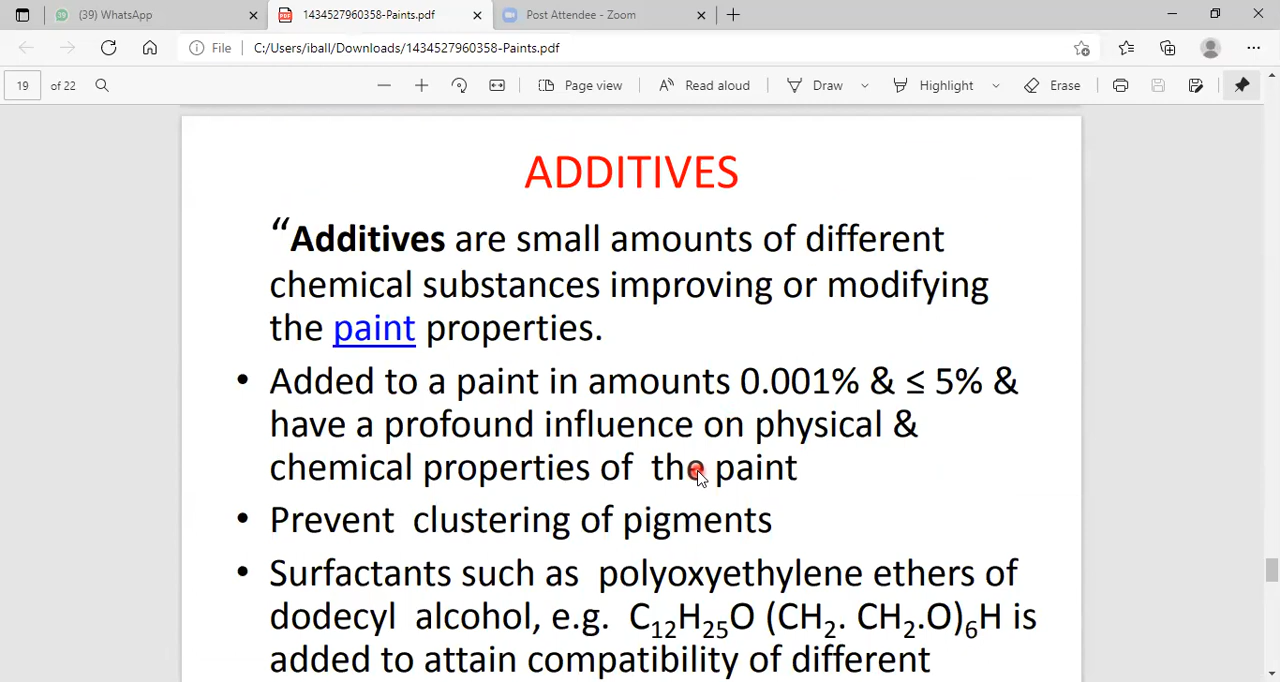 (39) WhatsApp
1434527960358-Paints.pdf
Post Attendee - Zoom
File
C:/Users/iball/Downloads/1434527960358-Paints.pdf
19 of 22
Page view
Read aloud
Draw
Highlight
Erase
ADDITIVES
“Additives are small amounts of different
chemical substances improving or modifying
the paint properties.
• Added to a paint in amounts 0.001% & ≤ 5% &
have a profound influence on physical &
chemical properties of the paint
• Prevent clustering of pigments
• Surfactants such as polyoxyethylene ethers of
dodecyl alcohol, e.g. C₁₂H₂₅O (CH₂. CH₂.O)₆H is
added to attain compatibility of different